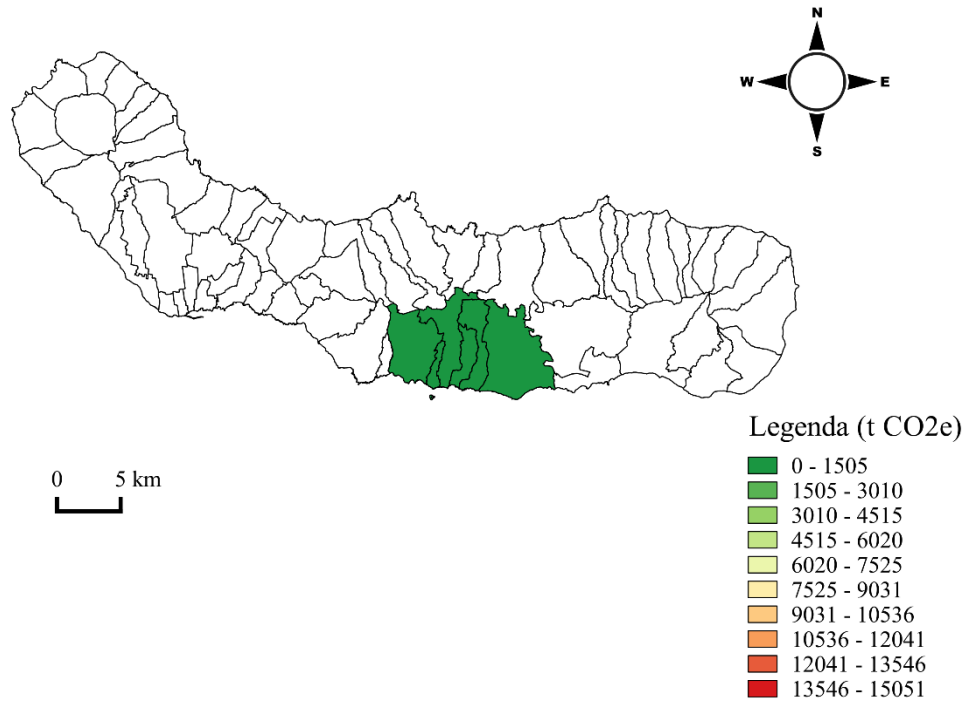 N
W E
S
Legenda (t CO2e)
0 5 km
0 - 1505
1505 - 3010
3010 - 4515
4515 - 6020
6020 - 7525
7525 - 9031
9031 - 10536
10536 - 12041
12041 - 13546
13546 - 15051